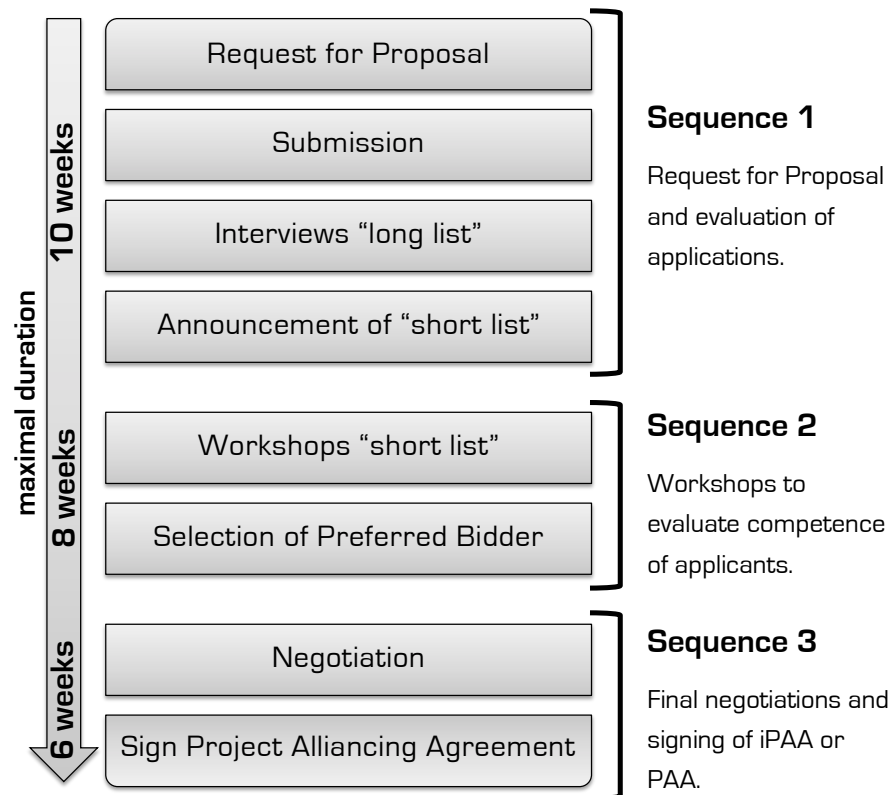 maximal duration
10 weeks
8 weeks
6 weeks
Request for Proposal
Submission
Interviews “long list”
Announcement of “short list”
Sequence 1
Request for Proposal
and evaluation of
applications.
Workshops “short list”
Selection of Preferred Bidder
Sequence 2
Workshops to
evaluate competence
of applicants.
Negotiation
Sign Project Alliancing Agreement
Sequence 3
Final negotiations and
signing of iPAA or
PAA.